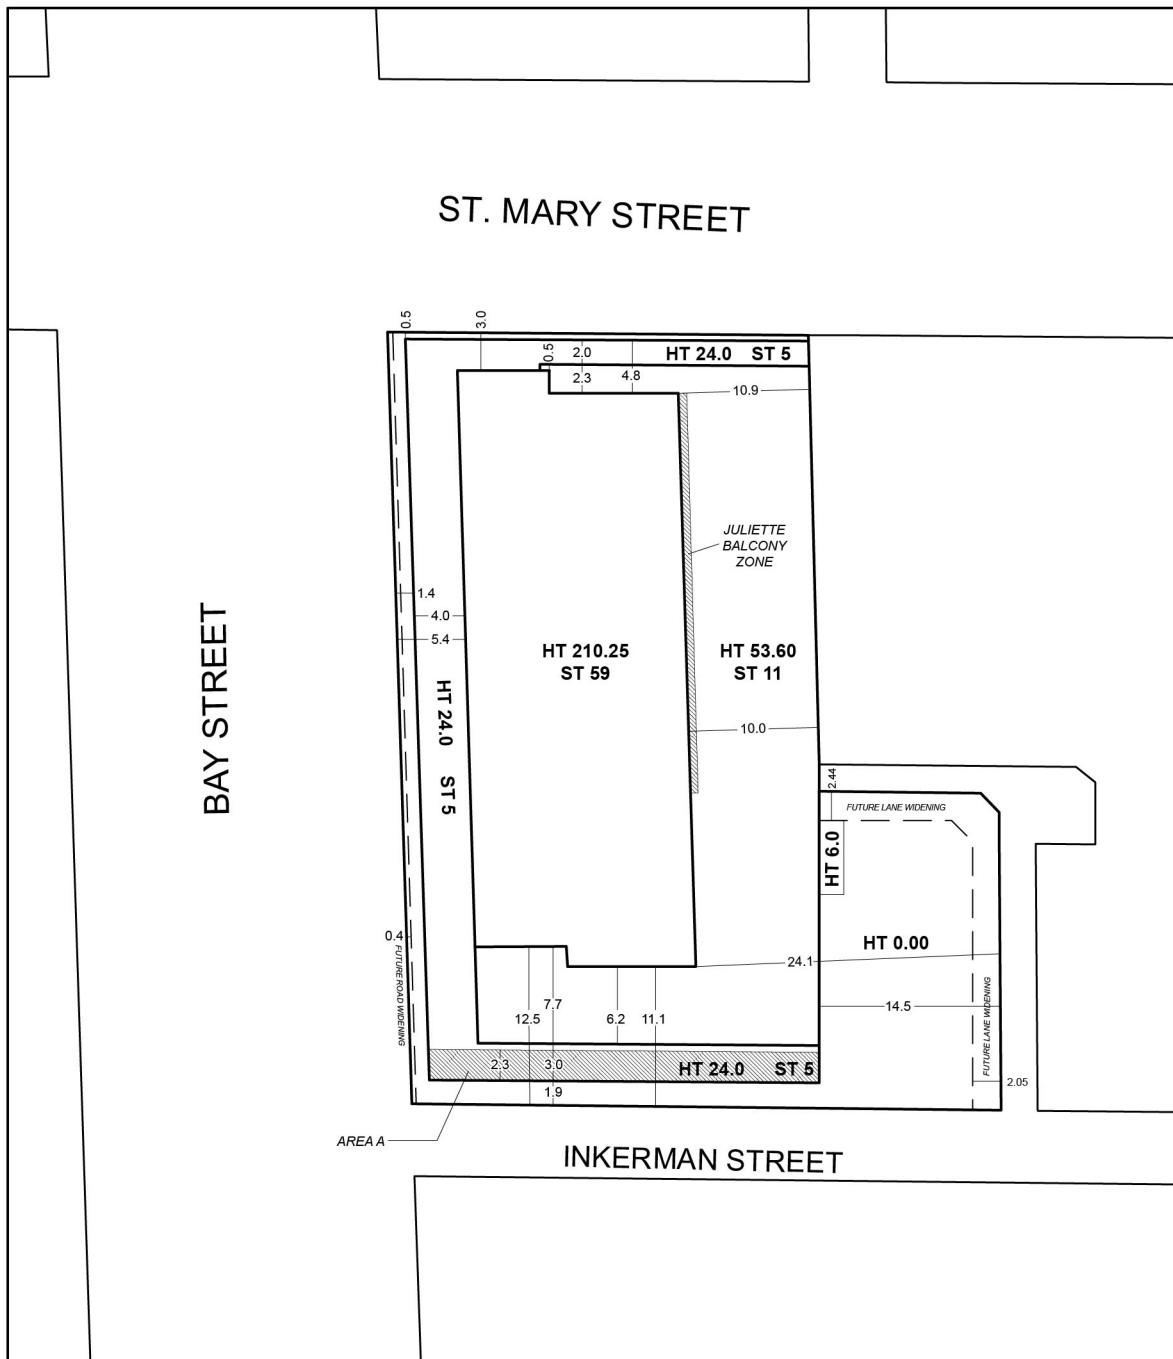 ST. MARY STREET
0.5
3.0
0.5
2.0
HT 24.0 ST 5
2.3
4.8
10.9
JULIETTE
BALCONY
ZONE
1.4
4.0
5.4
BAY STREET
HT 24.0 ST 5
HT 210.25
ST 59
HT 53.60
ST 11
10.0
2.44
FUTURE LANE WIDENING
HT 6.0
0.4
FUTURE ROAD WIDENING
HT 0.00
24.1
14.5
FUTURE LANE WIDENING
12.5
7.7
6.2
11.1
2.3
3.0
HT 24.0 ST 5
2.05
1.9
AREA A
INKERMAN STREET